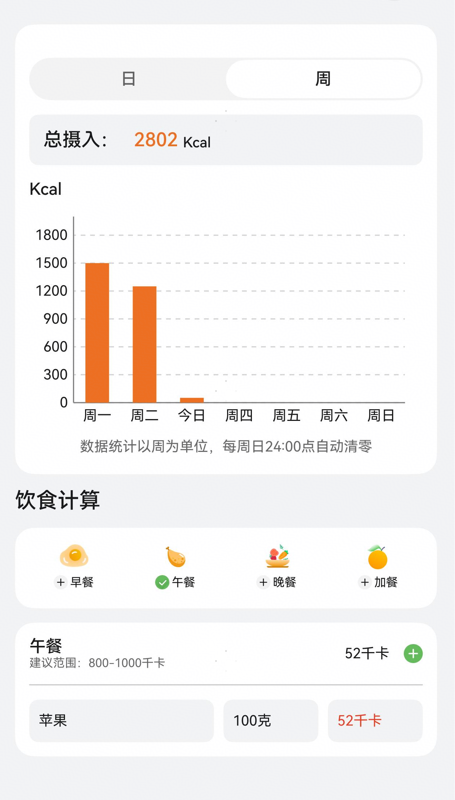 日 周
总摄入： 2802 Kcal
Kcal
1800
1500
1200
900
600
300
0
周一 周二 今日 周四 周五 周六 周日
数据统计以周为单位，每周日24:00点自动清零
饮食计算
早餐 午餐 晚餐 加餐
午餐
建议范围：800-1000千卡
52千卡
苹果 100克 52千卡